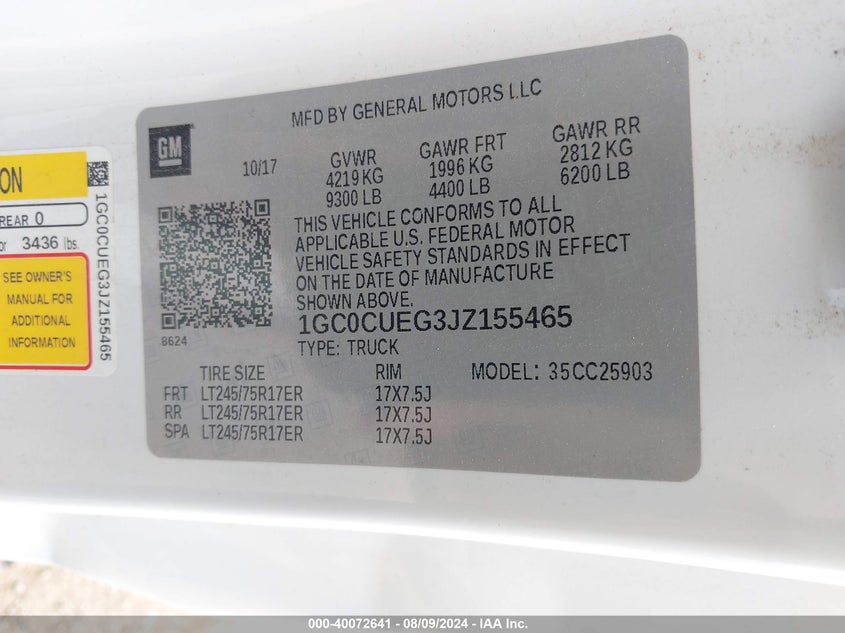 ON
REAR 0
or 3436 lbs.
SEE OWNER'S
MANUAL FOR
ADDITIONAL
INFORMATION
1GC0CUEG3JZ155465
GM
MFD BY GENERAL MOTORS LLC
10/17
GVWR
4219 KG
9300 LB
GAWR FRT
1996 KG
4400 LB
GAWR RR
2812 KG
6200 LB
THIS VEHICLE CONFORMS TO ALL
APPLICABLE U.S. FEDERAL MOTOR
VEHICLE SAFETY STANDARDS IN EFFECT
ON THE DATE OF MANUFACTURE
SHOWN ABOVE.
8624
1GC0CUEG3JZ155465
TYPE: TRUCK
MODEL: 35CC25903
TIRE SIZE RIM
FRT LT245/75R17ER 17X7.5J
RR LT245/75R17ER 17X7.5J
SPA LT245/75R17ER 17X7.5J
000-40072641 - 08/09/2024 - IAA Inc.